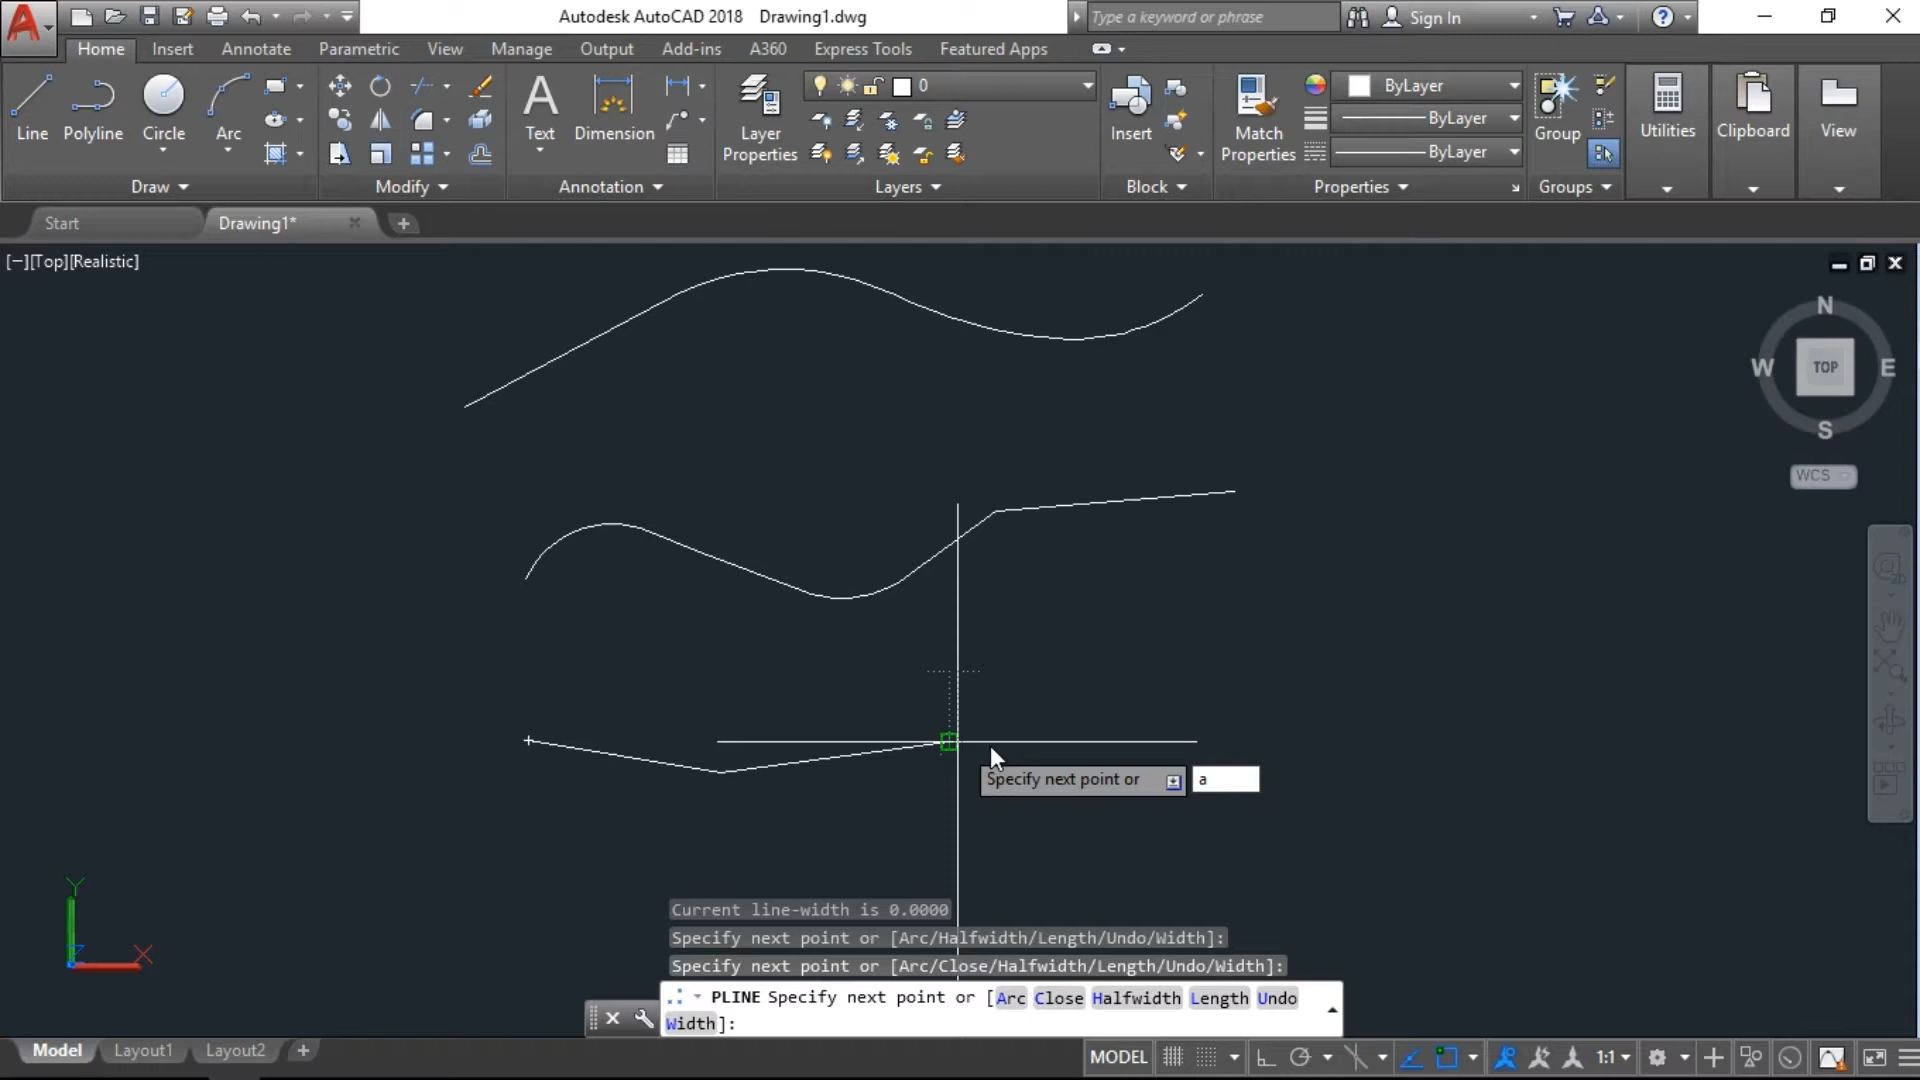 Autodesk AutoCAD 2018 Drawing1.dwg
Type a keyword or phrase
Sign In
Home Insert Annotate Parametric View Manage Output Add-ins A360 Express Tools Featured Apps
Line Polyline Circle Arc
Text Dimension
Layer Properties
0
Insert
Match Properties
ByLayer
ByLayer
ByLayer
Group
Utilities
Clipboard
View
Draw Modify Annotation Layers Block Properties Groups
Start Drawing1*
[−][Top][Realistic]
N
W TOP E
S
WCS
Specify next point or a
Y
Z X
Current line-width is 0.0000
Specify next point or [Arc/Halfwidth/Length/Undo/Width]:
Specify next point or [Arc/Close/Halfwidth/Length/Undo/Width]:
PLINE Specify next point or [Arc Close Halfwidth Length Undo
Width]:
Model Layout1 Layout2
MODEL 1:1